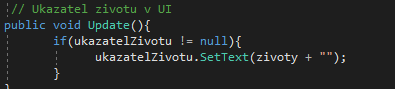 // Ukazatel zivotu v UI
public void Update(){
if(ukazatelZivotu != null){
ukazatelZivotu.SetText(zivoty + "");
}